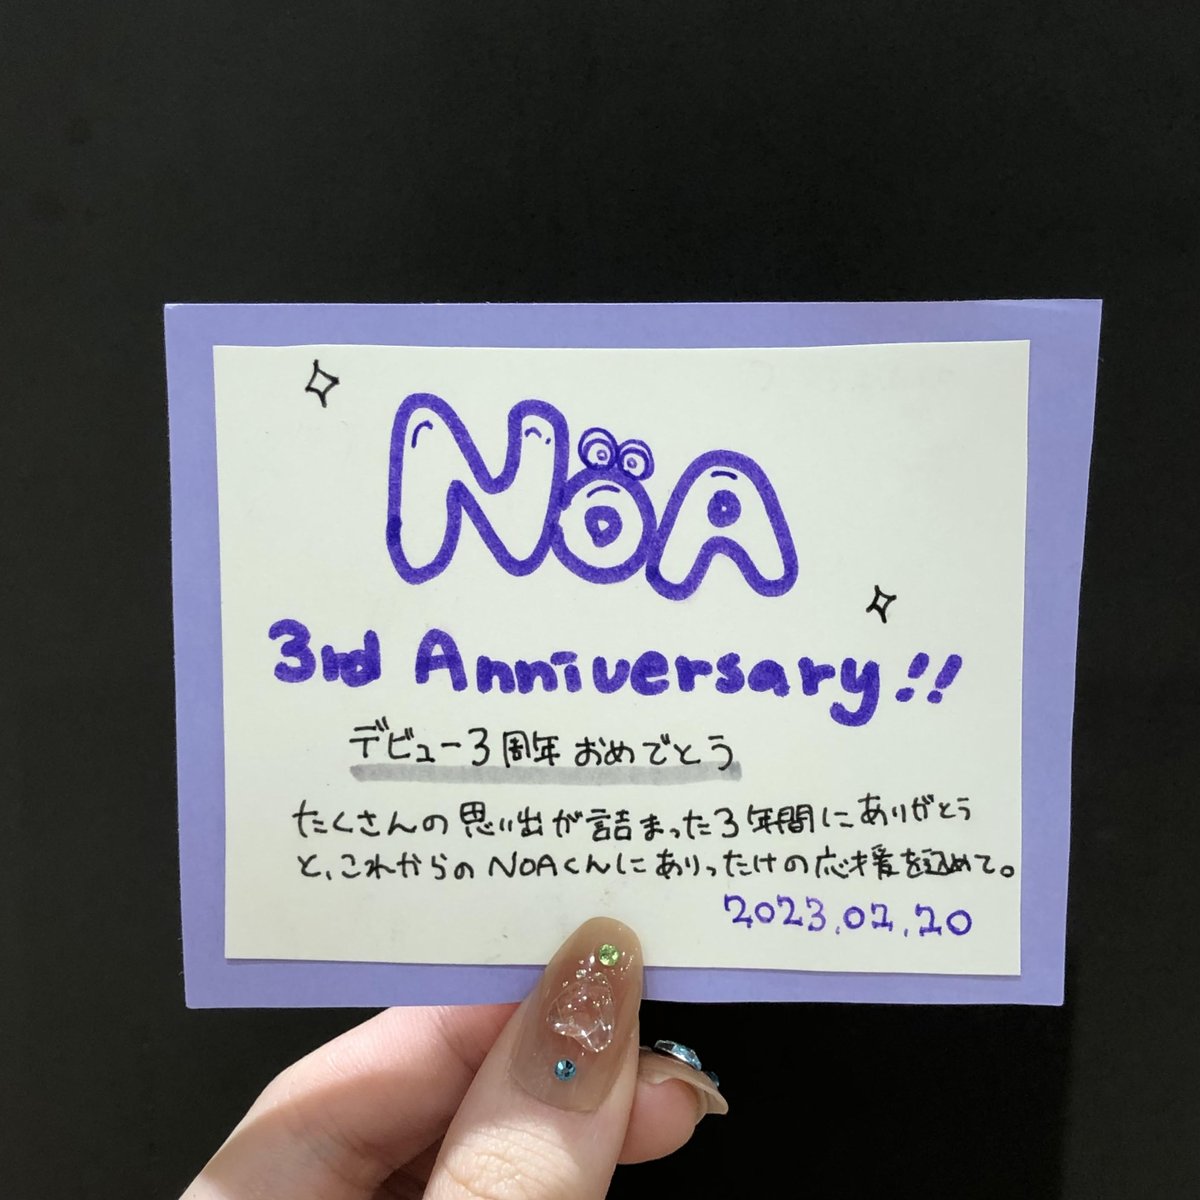 NÖA
3rd Anniversary!!
デビュー3周年おめでとう
たくさんの思い出が詰まった3年間にありがとう
と、これからのNOAくんにありったけの応援を込めて。
2023.02.20